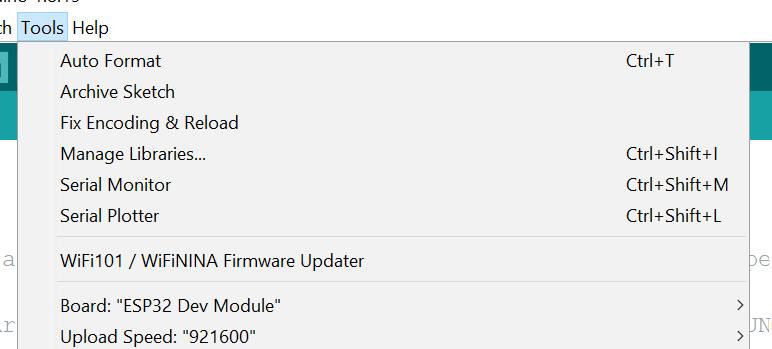 ch Tools Help
Auto Format Ctrl+T
Archive Sketch
Fix Encoding & Reload
Manage Libraries... Ctrl+Shift+I
Serial Monitor Ctrl+Shift+M
Serial Plotter Ctrl+Shift+L
WiFi101 / WiFiNINA Firmware Updater
Board: "ESP32 Dev Module"
Upload Speed: "921600"